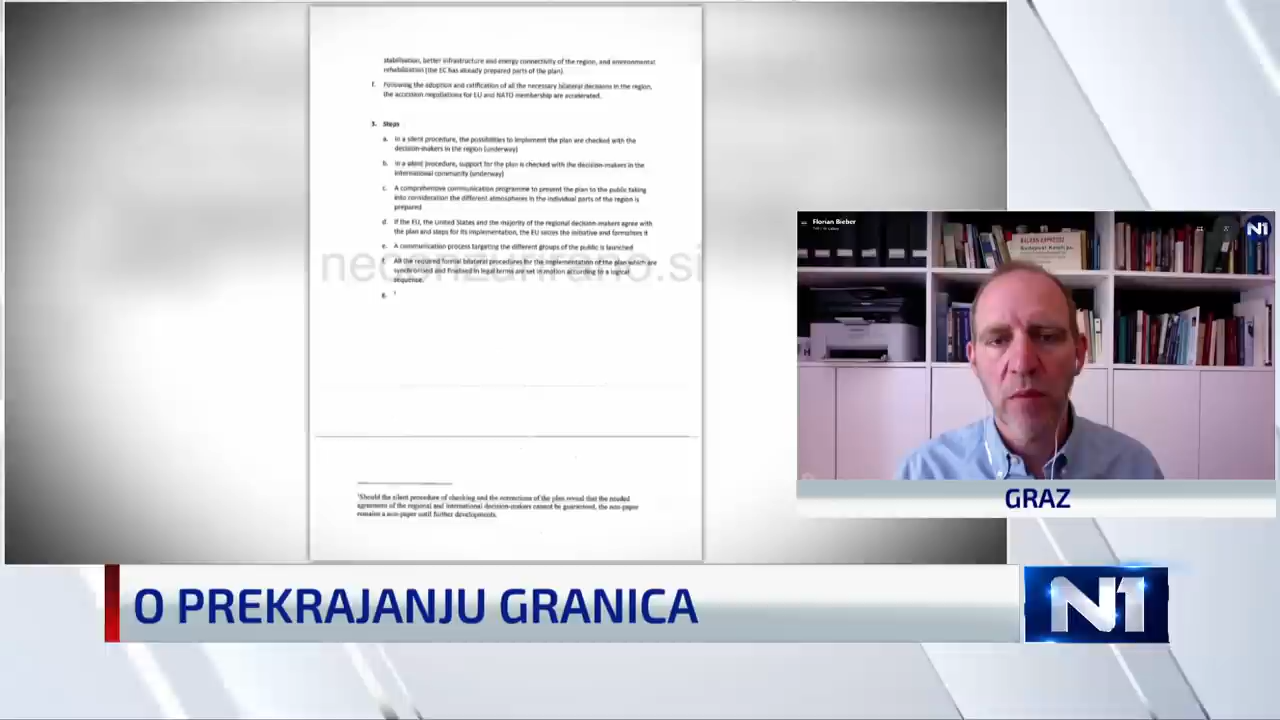 stabilisation, better infrastructure and energy connectivity of the region, and environmental
rehabilitation (the EC has already prepared parts of the plan).
f. Following the adoption and ratification of all the necessary bilateral decisions in the region,
the accession negotiations for EU and NATO membership are accelerated.
3. Steps
a. In a silent procedure, the possibilities to implement the plan are checked with the
decision-makers in the region (underway)
b. In a silent procedure, support for the plan is checked with the decision-makers in the
international community (underway)
c. A comprehensive communication programme to present the plan to the public taking
into consideration the different atmospheres in the individual parts of the region is
prepared
d. If the EU, the United States and the majority of the regional decision-makers agree with
the plan and steps for its implementation, the EU seizes the initiative and formalises it
e. A communication process targeting the different groups of the public is launched
f. All the required formal bilateral procedures for the implementation of the plan which are
synchronised and finalised in legal terms are set in motion according to a logical
sequence.
g. 1
necenzurirano.si
1Should the silent procedure of checking and the corrections of the plan reveal that the needed
agreement of the regional and international decision-makers cannot be guaranteed, the non-paper
remains a non-paper until further developments.
Florian Bieber
BALKAN EXPRESS
N1
GRAZ
O PREKRAJANJU GRANICA
N1